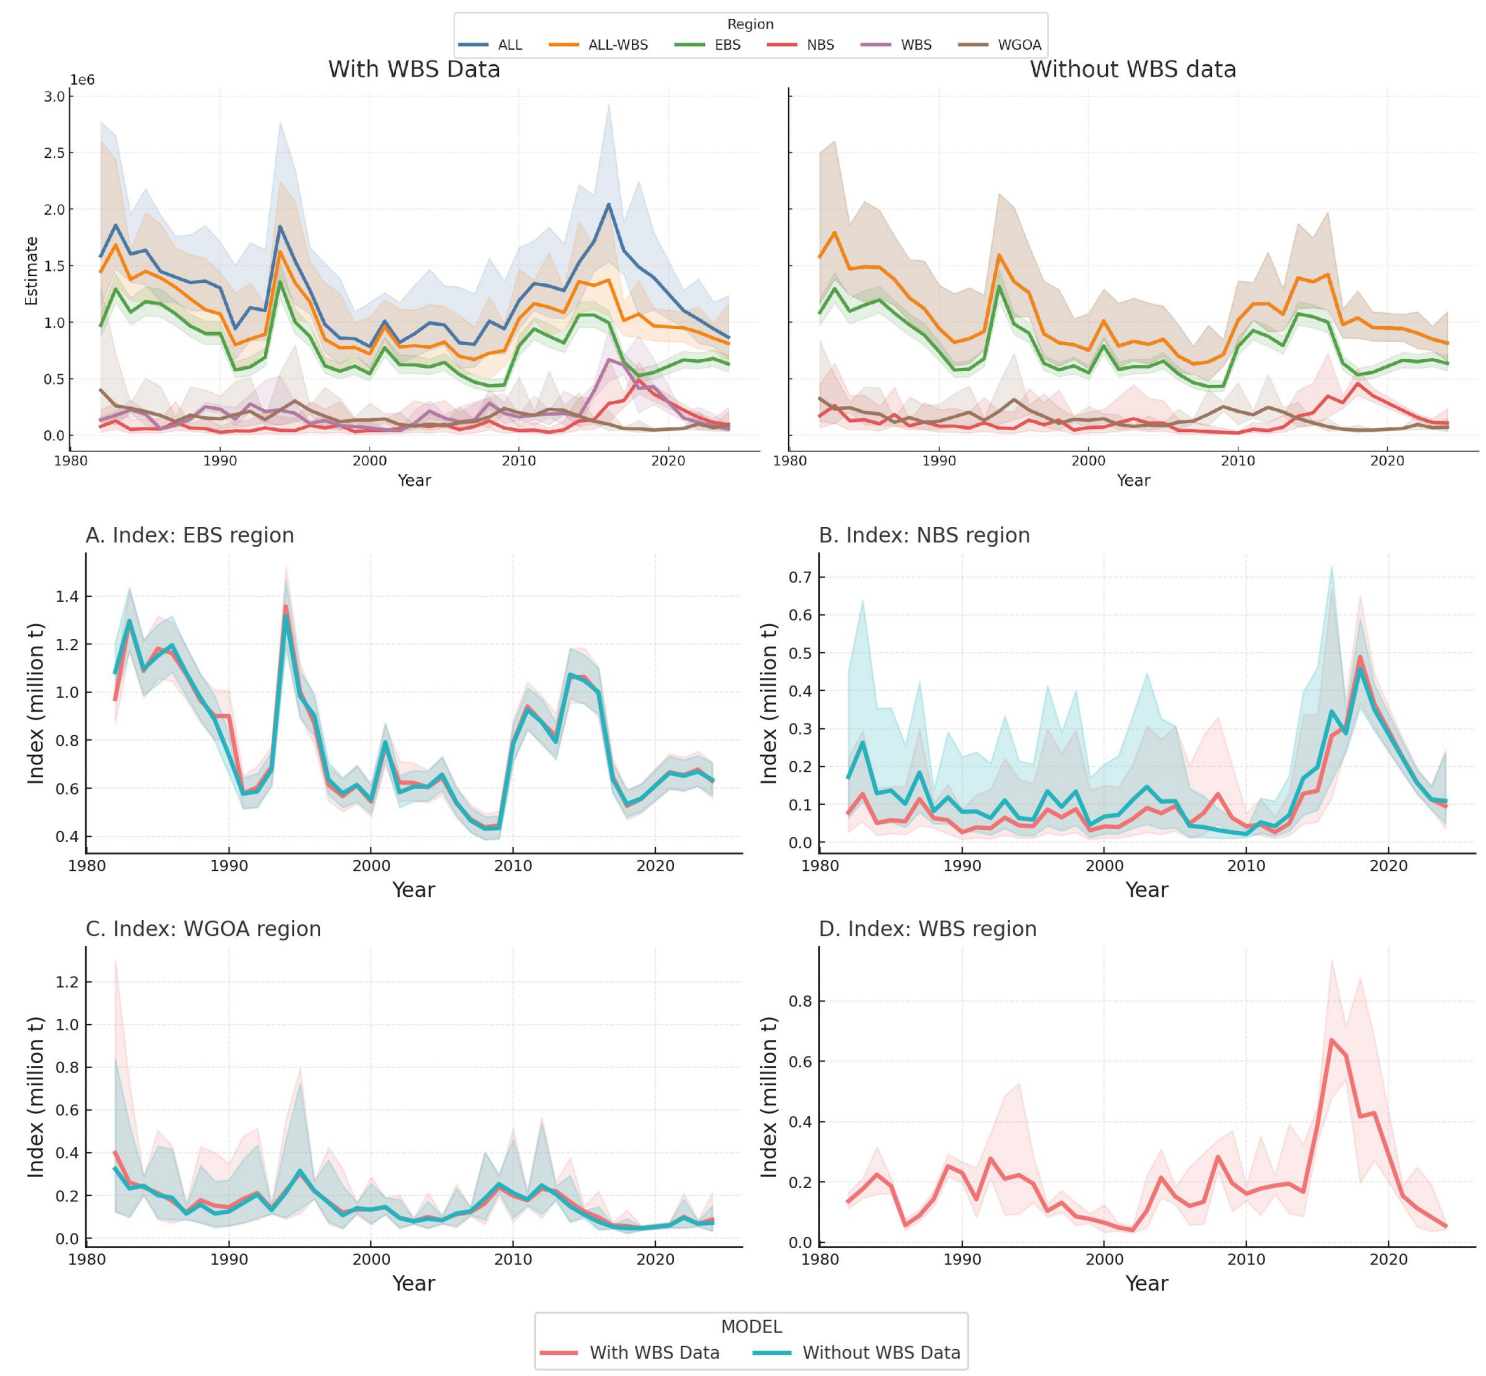 Region
ALL ALL-WBS EBS NBS WBS WGOA
With WBS Data
Without WBS data
1e6
3.0
2.5
2.0
1.5
1.0
0.5
0.0
Estimate
1980 1990 2000 2010 2020
Year
1980 1990 2000 2010 2020
Year
A. Index: EBS region
1.4
1.2
1.0
0.8
0.6
0.4
Index (million t)
1980 1990 2000 2010 2020
Year
B. Index: NBS region
0.7
0.6
0.5
0.4
0.3
0.2
0.1
0.0
Index (million t)
1980 1990 2000 2010 2020
Year
C. Index: WGOA region
1.2
1.0
0.8
0.6
0.4
0.2
0.0
Index (million t)
1980 1990 2000 2010 2020
Year
D. Index: WBS region
0.8
0.6
0.4
0.2
0.0
Index (million t)
1980 1990 2000 2010 2020
Year
MODEL
With WBS Data Without WBS Data